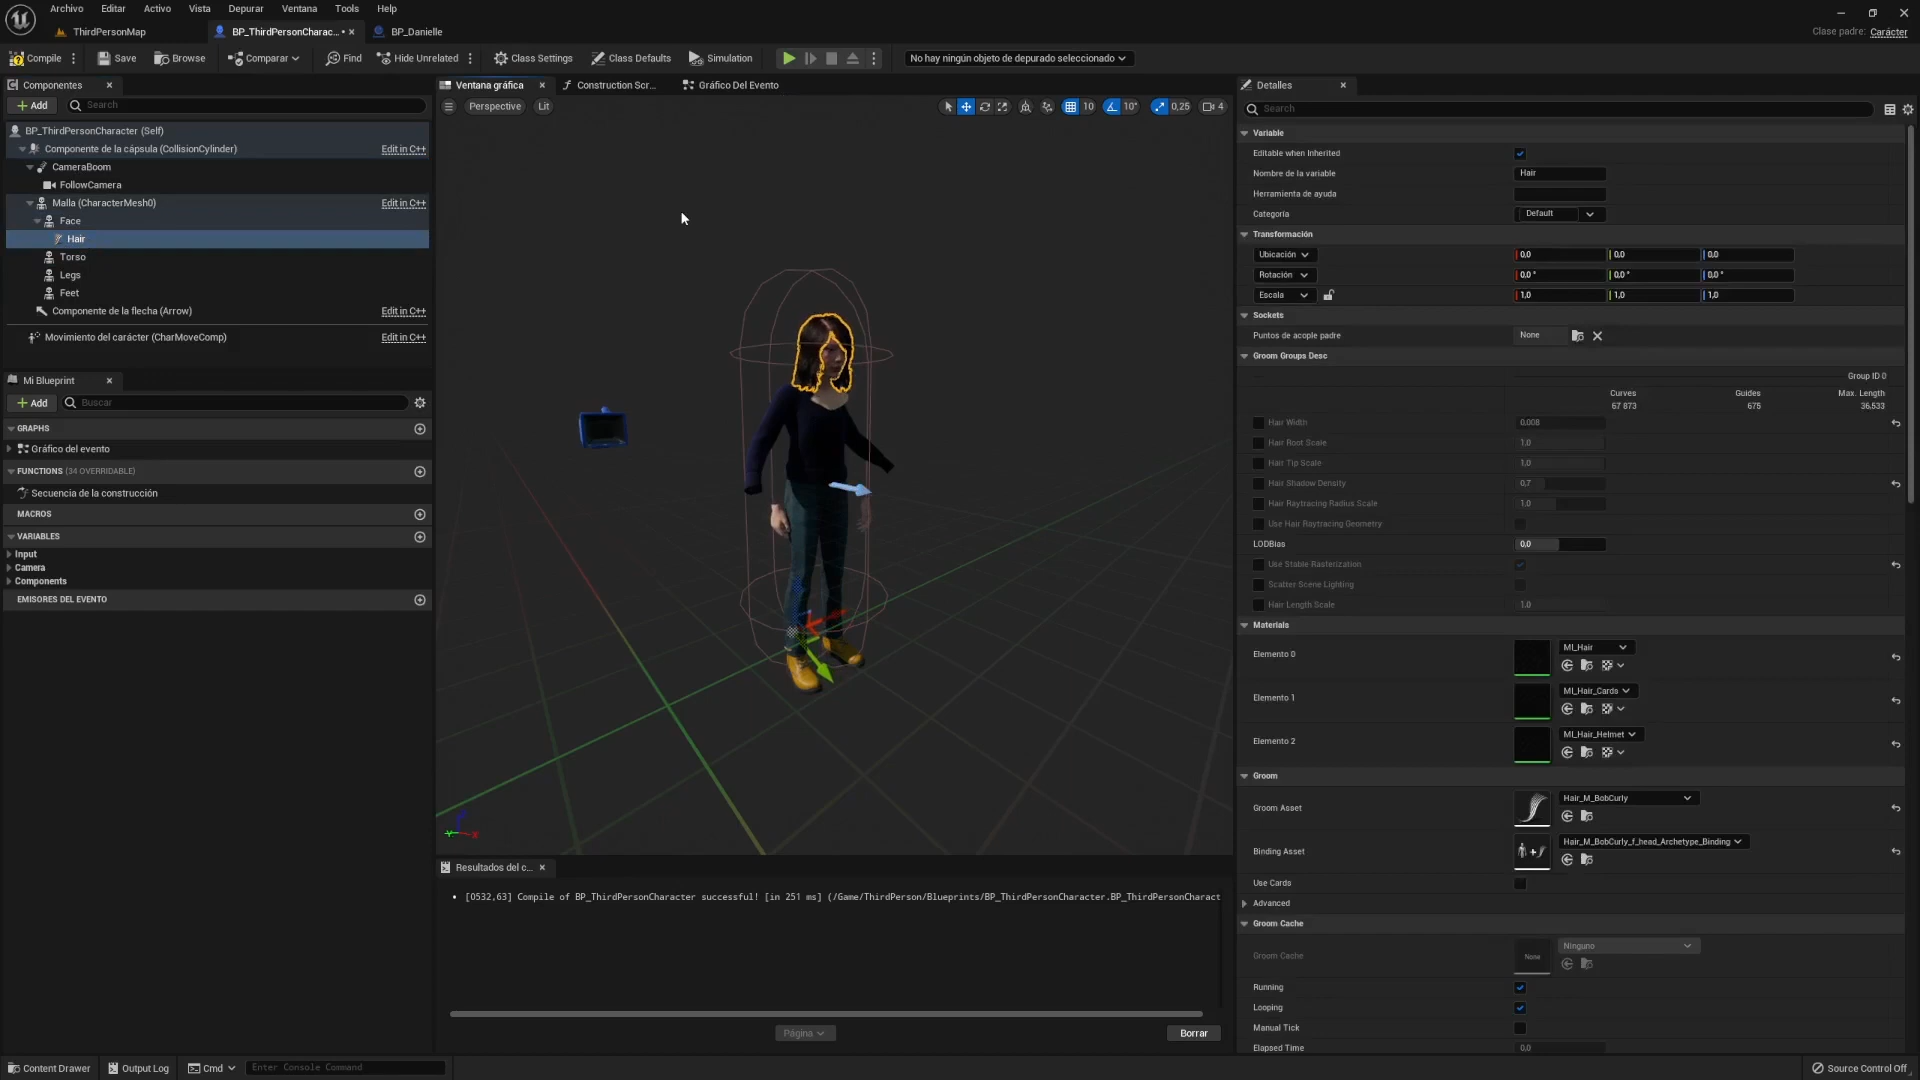 Archivo Editar Activo Vista Depurar Ventana Tools Help
ThirdPersonMap BP_ThirdPersonCharac... • BP_Danielle
Clase padre: Carácter
Compile Save Browse Comparar Find Hide Unrelated Class Settings Class Defaults Simulation No hay ningún objeto de depurado seleccionado
Componentes
Add Search
BP_ThirdPersonCharacter (Self)
Componente de la cápsula (CollisionCylinder) Edit in C++
CameraBoom
FollowCamera
Malla (CharacterMesh0) Edit in C++
Face
Hair
Torso
Legs
Feet
Componente de la flecha (Arrow) Edit in C++
Movimiento del carácter (CharMoveComp) Edit in C++
Mi Blueprint
Add Buscar
GRAPHS
Gráfico del evento
FUNCTIONS (34 OVERRIDABLE)
Secuencia de la construcción
MACROS
VARIABLES
Input
Camera
Components
EMISORES DEL EVENTO
Ventana gráfica Construction Scr... Gráfico Del Evento
Perspective Lit 10 10° 0,25 4
Resultados del c...
• [0532,63] Compile of BP_ThirdPersonCharacter successful! [in 251 ms] (/Game/ThirdPerson/Blueprints/BP_ThirdPersonCharacter.BP_ThirdPersonCharact
Página Borrar
Detalles
Search
Variable
Editable when Inherited
Nombre de la variable Hair
Herramienta de ayuda
Categoría Default
Transformación
Ubicación 0,0 0,0 0,0
Rotación 0,0 ° 0,0 ° 0,0 °
Escala 1,0 1,0 1,0
Sockets
Puntos de acople padre None
Groom Groups Desc
Group ID 0
Curves Guides Max. Length
67 873 675 36,533
Hair Width 0.008
Hair Root Scale 1,0
Hair Tip Scale 1,0
Hair Shadow Density 0,7
Hair Raytracing Radius Scale 1.0
Use Hair Raytracing Geometry
LODBias 0,0
Use Stable Rasterization
Scatter Scene Lighting
Hair Length Scale 1.0
Materials
Elemento 0 MI_Hair
Elemento 1 MI_Hair_Cards
Elemento 2 MI_Hair_Helmet
Groom
Groom Asset Hair_M_BobCurly
Binding Asset Hair_M_BobCurly_f_head_Archetype_Binding
Use Cards
Advanced
Groom Cache
Groom Cache None Ninguno
Running
Looping
Manual Tick
Elapsed Time 0,0
Content Drawer Output Log Cmd Enter Console Command Source Control Off